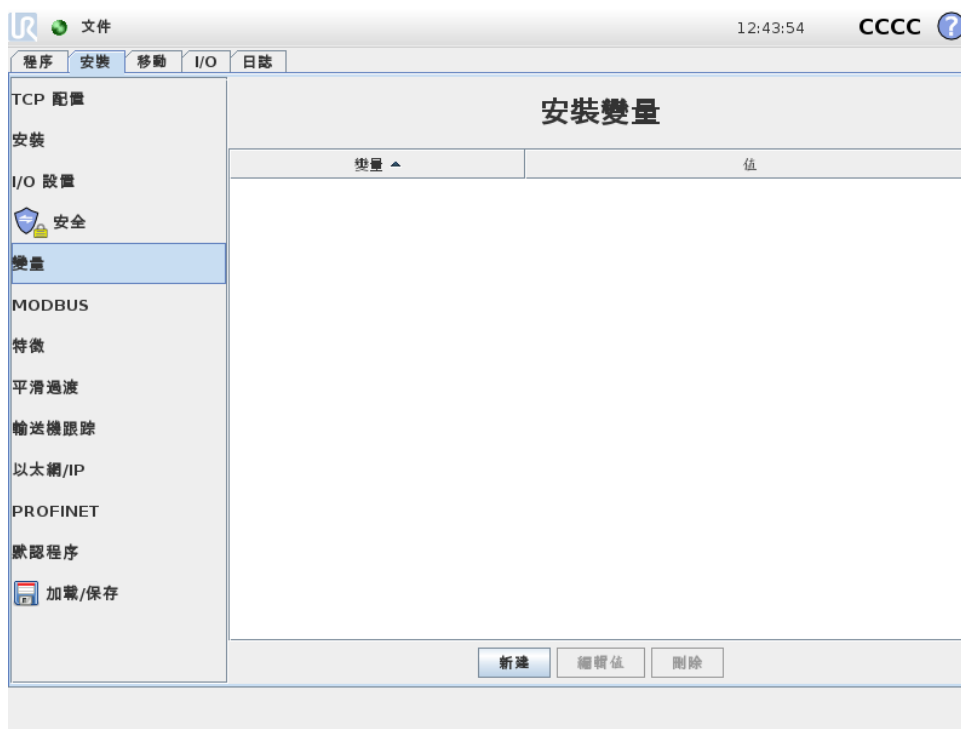 UR 文件 12:43:54 CCCC ?
程序 安裝 移動 I/O 日誌
TCP 配置
安裝
I/O 設置
安全
變量
MODBUS
特徵
平滑過渡
輸送機跟踪
以太網/IP
PROFINET
默認程序
加載/保存
安裝變量
變量 值
新建 編輯值 刪除